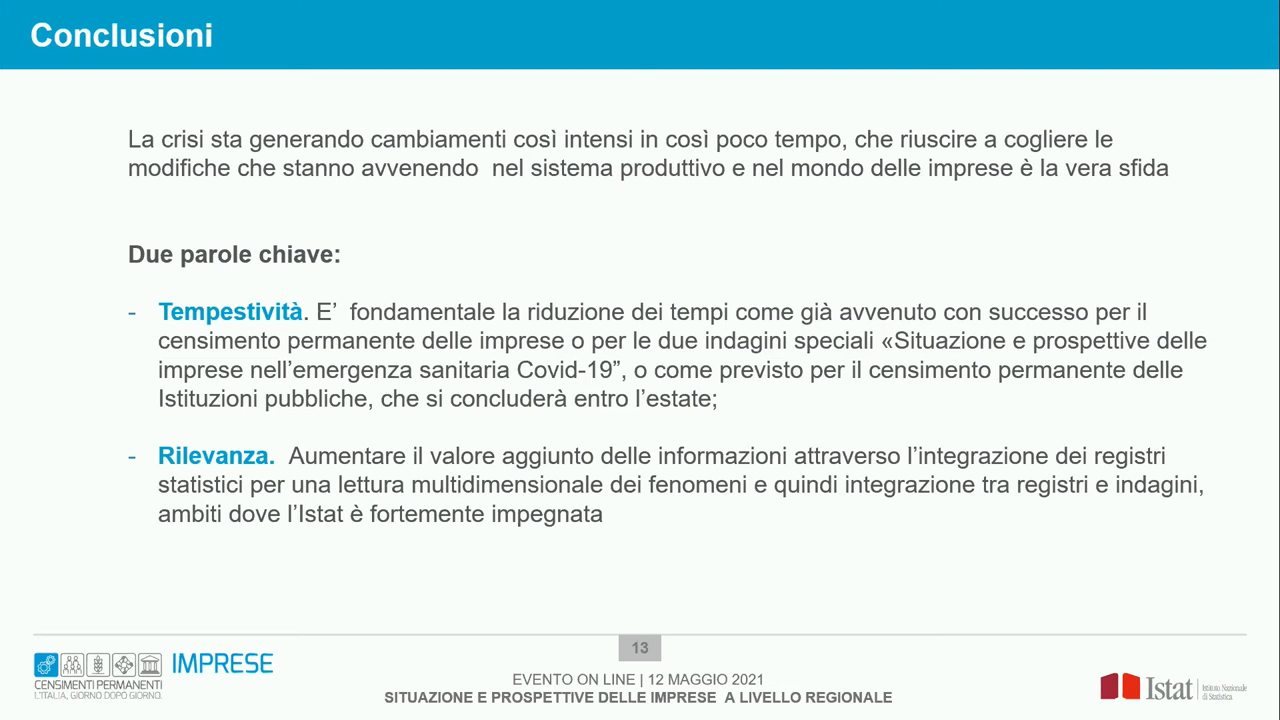 Conclusioni
La crisi sta generando cambiamenti così intensi in così poco tempo, che riuscire a cogliere le
modifiche che stanno avvenendo  nel sistema produttivo e nel mondo delle imprese è la vera sfida
Due parole chiave:
- Tempestività. E’  fondamentale la riduzione dei tempi come già avvenuto con successo per il
censimento permanente delle imprese o per le due indagini speciali «Situazione e prospettive delle
imprese nell’emergenza sanitaria Covid-19”, o come previsto per il censimento permanente delle
Istituzioni pubbliche, che si concluderà entro l’estate;
- Rilevanza.  Aumentare il valore aggiunto delle informazioni attraverso l’integrazione dei registri
statistici per una lettura multidimensionale dei fenomeni e quindi integrazione tra registri e indagini,
ambiti dove l’Istat è fortemente impegnata
13
IMPRESE
CENSIMENTI PERMANENTI
L'ITALIA, GIORNO DOPO GIORNO.
EVENTO ON LINE | 12 MAGGIO 2021
SITUAZIONE E PROSPETTIVE DELLE IMPRESE  A LIVELLO REGIONALE
Istat
Istituto Nazionale
di Statistica